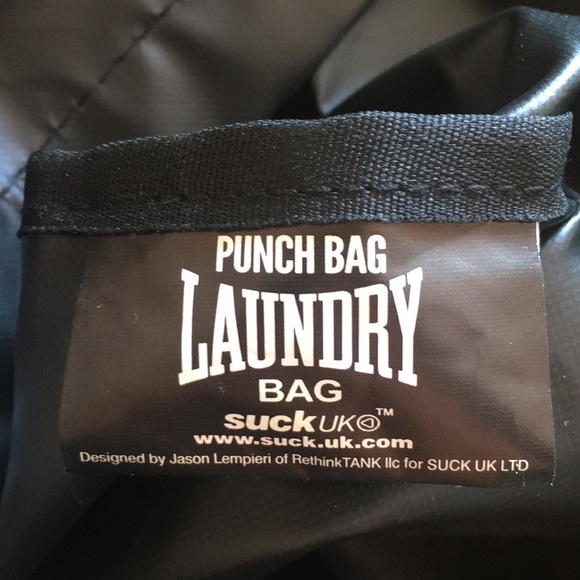 PUNCH BAG
LAUNDRY
BAG
suckUK™
www.suck.uk.com
Designed by Jason Lempieri of RethinkTANK llc for SUCK UK LTD